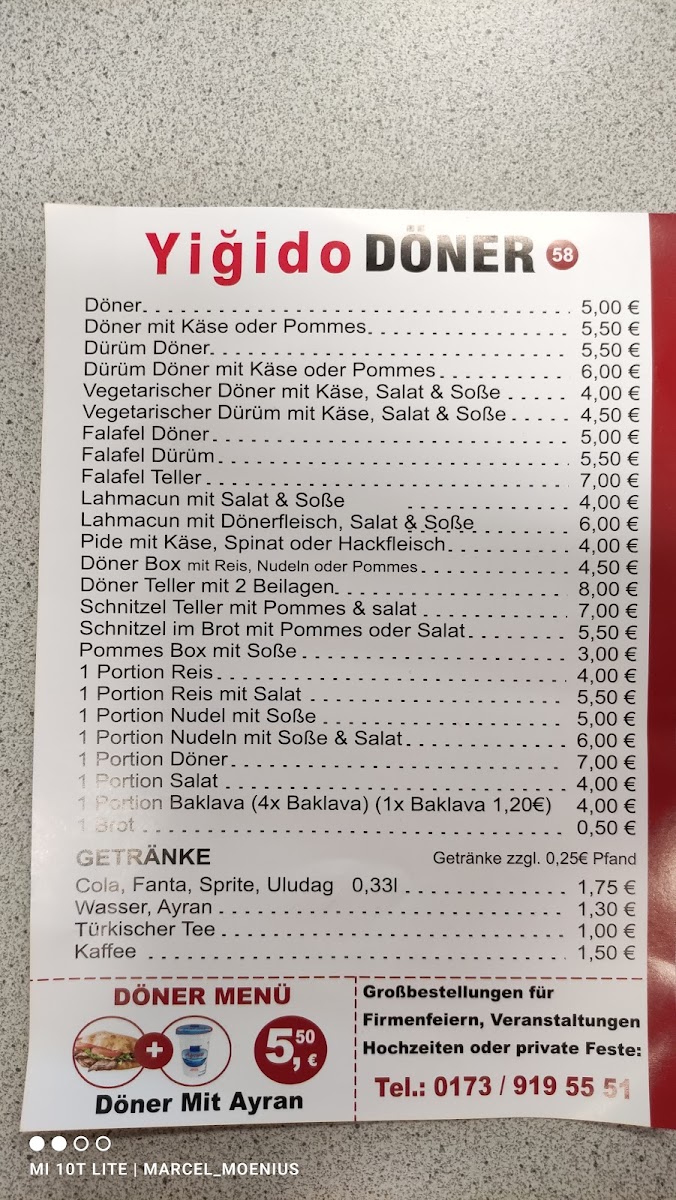 Yiğido DÖNER 58
Döner 5,00 €
Döner mit Käse oder Pommes 5,50 €
Dürüm Döner 5,50 €
Dürüm Döner mit Käse oder Pommes 6,00 €
Vegetarischer Döner mit Käse, Salat & Soße 4,00 €
Vegetarischer Dürüm mit Käse, Salat & Soße 4,50 €
Falafel Döner 5,00 €
Falafel Dürüm 5,50 €
Falafel Teller 7,00 €
Lahmacun mit Salat & Soße 4,00 €
Lahmacun mit Dönerfleisch, Salat & Soße 6,00 €
Pide mit Käse, Spinat oder Hackfleisch 4,00 €
Döner Box mit Reis, Nudeln oder Pommes 4,50 €
Döner Teller mit 2 Beilagen 8,00 €
Schnitzel Teller mit Pommes & salat 7,00 €
Schnitzel im Brot mit Pommes oder Salat 5,50 €
Pommes Box mit Soße 3,00 €
1 Portion Reis 4,00 €
1 Portion Reis mit Salat 5,50 €
1 Portion Nudel mit Soße 5,00 €
1 Portion Nudeln mit Soße & Salat 6,00 €
1 Portion Döner 7,00 €
1 Portion Salat 4,00 €
1 Portion Baklava (4x Baklava) (1x Baklava 1,20€) 4,00 €
1 Brot 0,50 €
GETRÄNKE Getränke zzgl. 0,25€ Pfand
Cola, Fanta, Sprite, Uludag 0,33l 1,75 €
Wasser, Ayran 1,30 €
Türkischer Tee 1,00 €
Kaffee 1,50 €
DÖNER MENÜ
+ 5,50 €
Döner Mit Ayran
Großbestellungen für
Firmenfeiern, Veranstaltungen
Hochzeiten oder private Feste:
Tel.: 0173 / 919 55 51
MI 10T LITE | MARCEL_MOENIUS